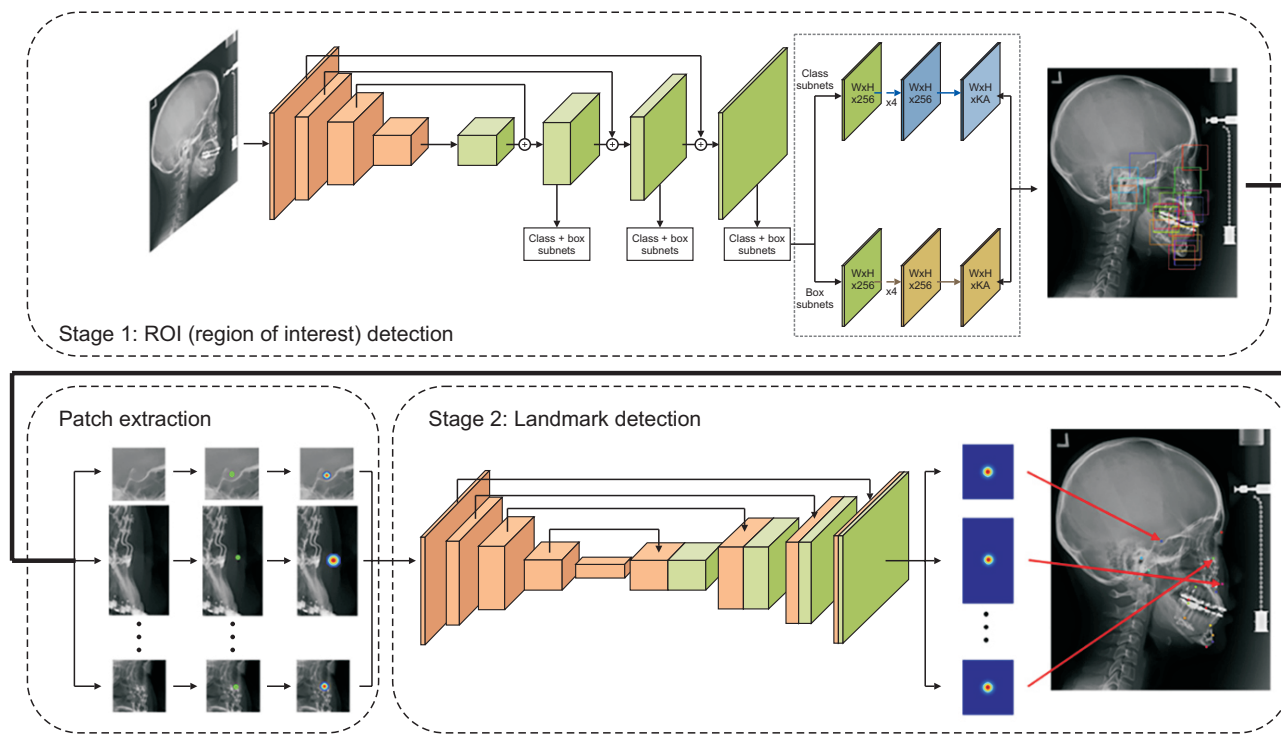 Class
subnets
WxH
x256
x4
WxH
x256
WxH
xKA
Class + box
subnets
Class + box
subnets
Class + box
subnets
Box
subnets
WxH
x256
x4
WxH
x256
WxH
xKA
Stage 1: ROI (region of interest) detection
Patch extraction
Stage 2: Landmark detection